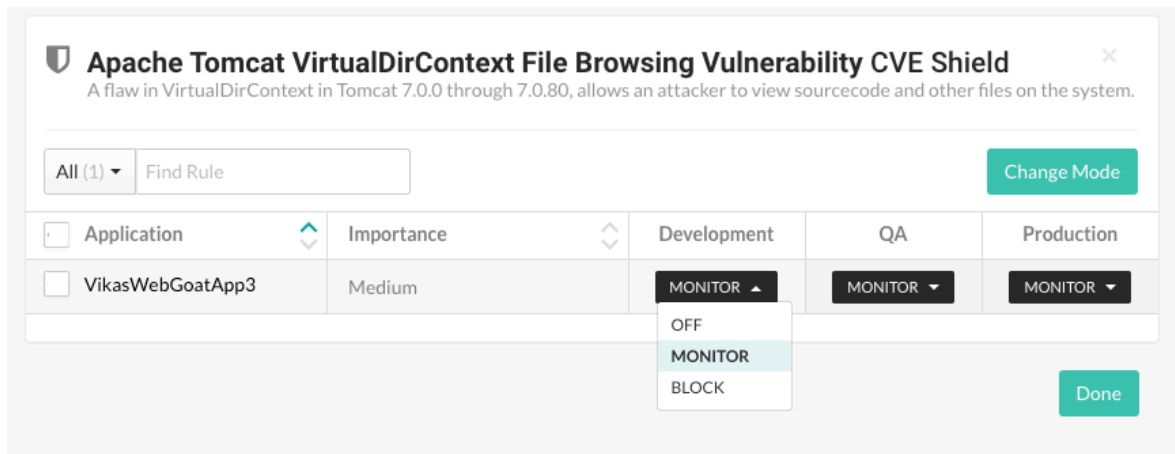 Apache Tomcat VirtualDirContext File Browsing Vulnerability CVE Shield
A flaw in VirtualDirContext in Tomcat 7.0.0 through 7.0.80, allows an attacker to view sourcecode and other files on the system.
All (1) Find Rule Change Mode
Application Importance Development QA Production
VikasWebGoatApp3 Medium MONITOR MONITOR MONITOR
OFF
MONITOR
BLOCK
Done